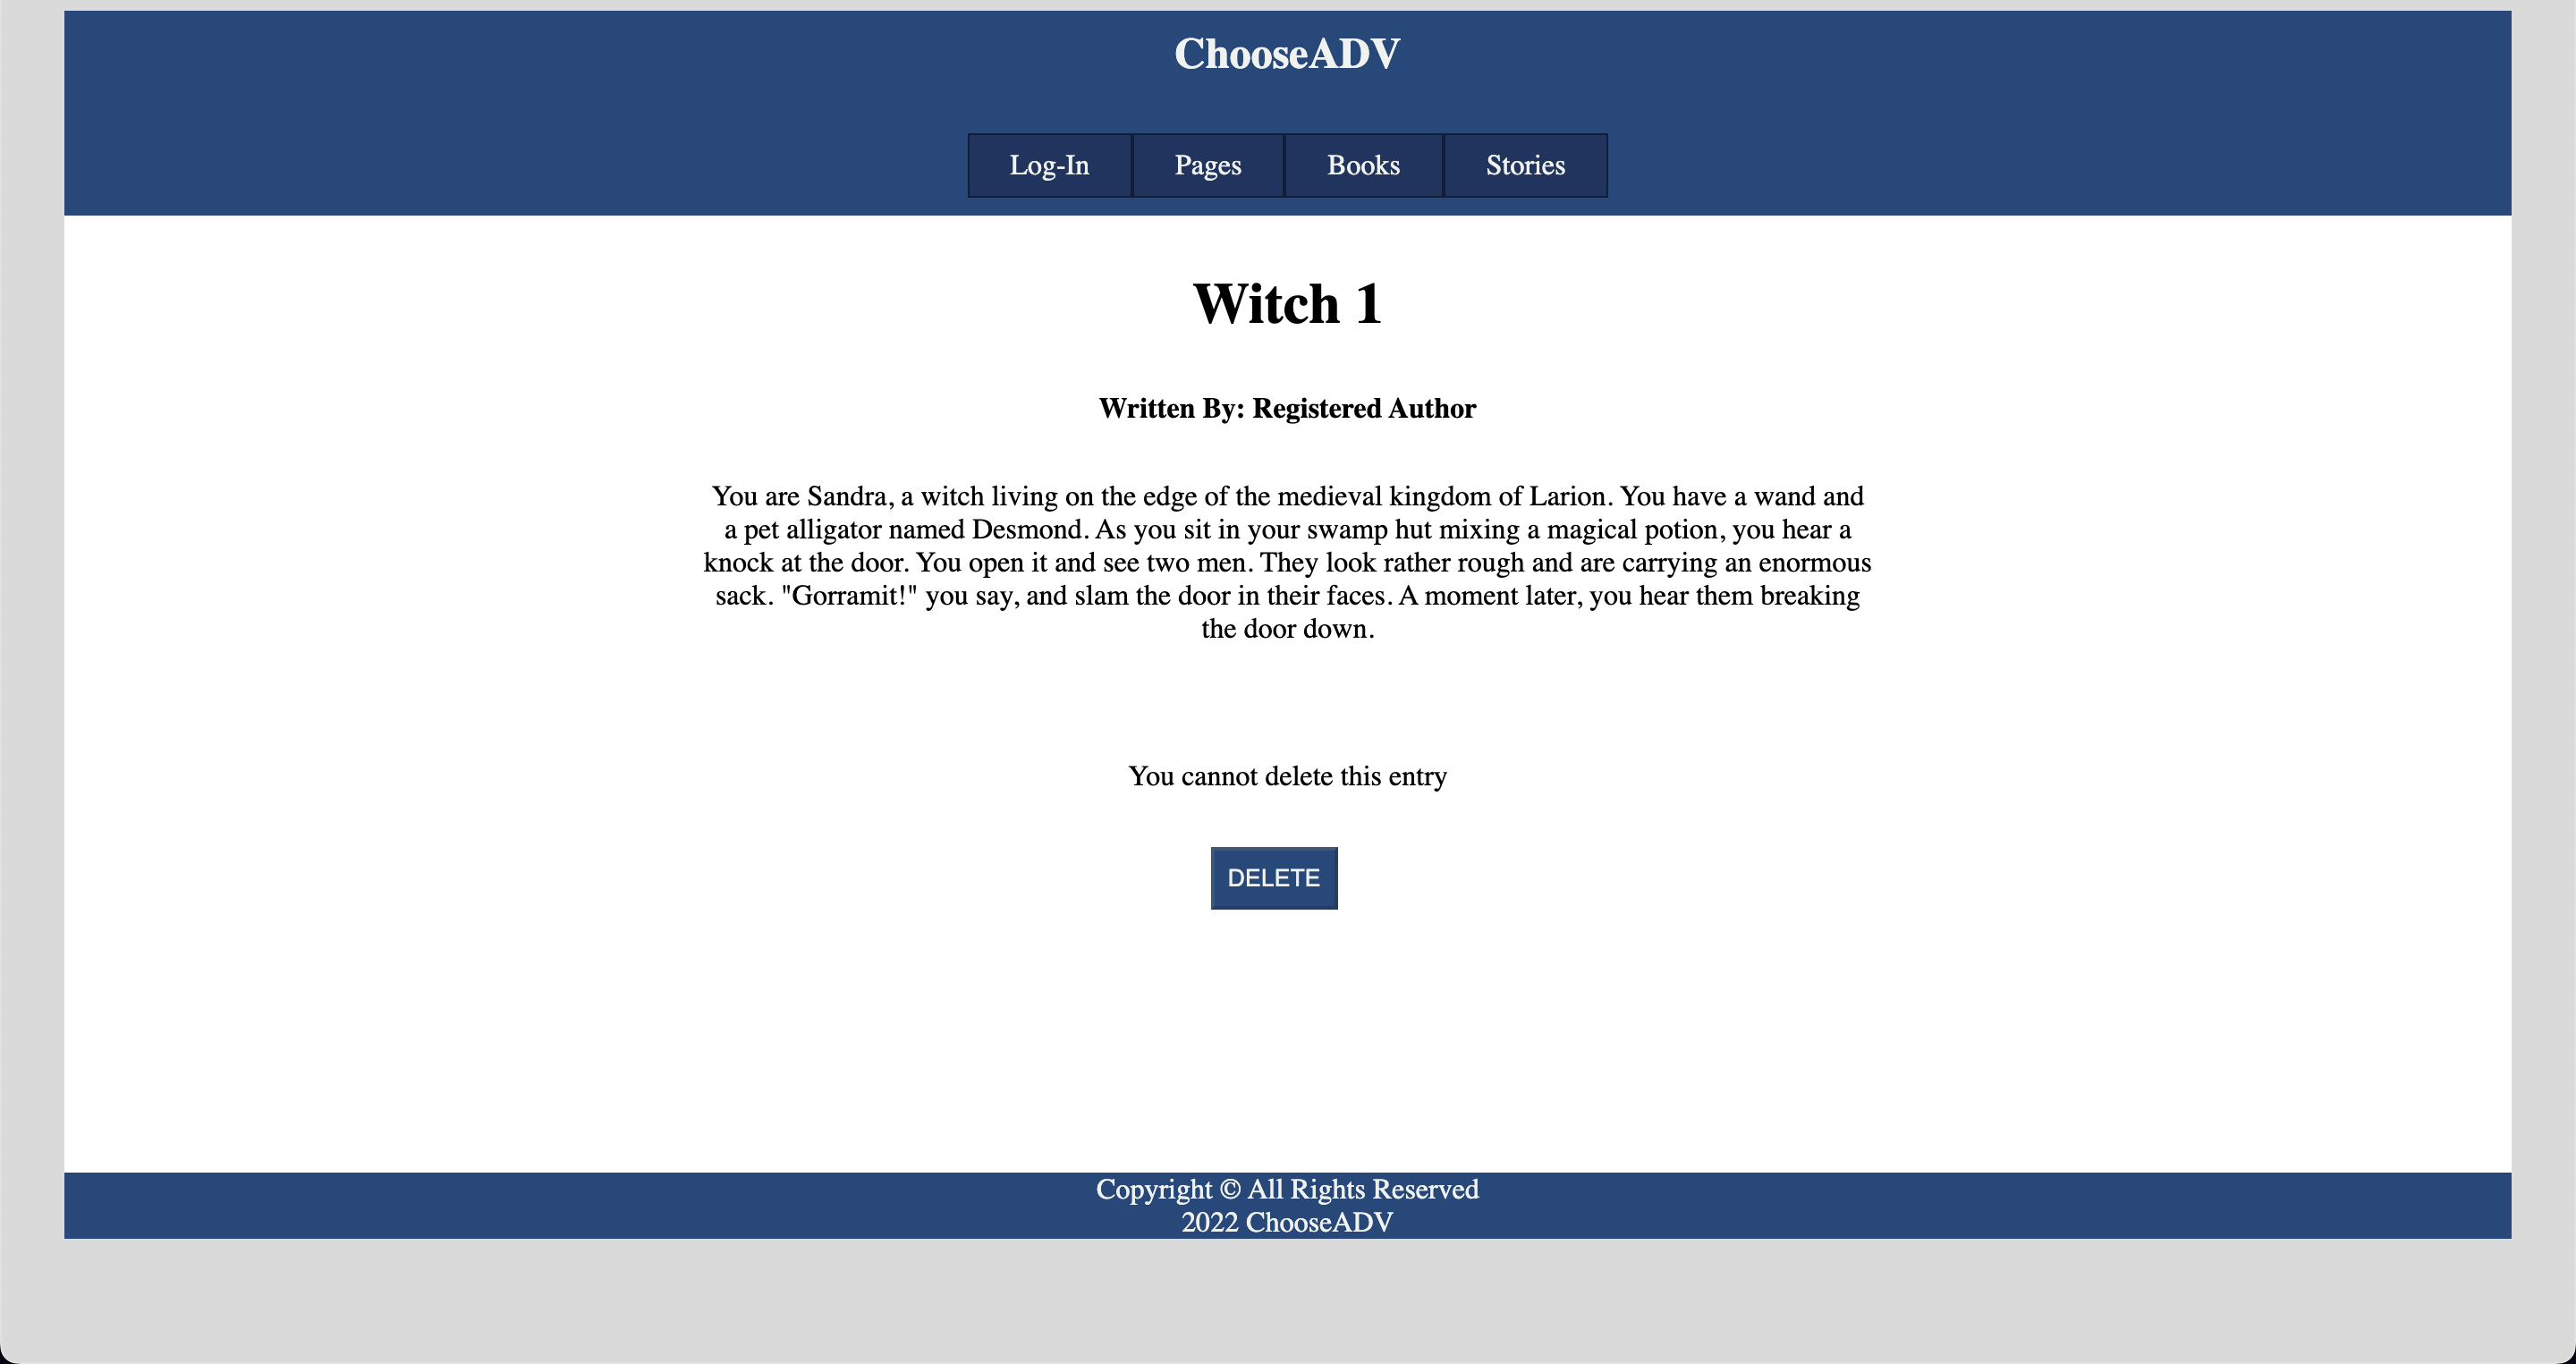 ChooseADV
Log-In Pages Books Stories
Witch 1
Written By: Registered Author
You are Sandra, a witch living on the edge of the medieval kingdom of Larion. You have a wand and
a pet alligator named Desmond. As you sit in your swamp hut mixing a magical potion, you hear a
knock at the door. You open it and see two men. They look rather rough and are carrying an enormous
sack. "Gorramit!" you say, and slam the door in their faces. A moment later, you hear them breaking
the door down.
You cannot delete this entry
DELETE
Copyright © All Rights Reserved
2022 ChooseADV